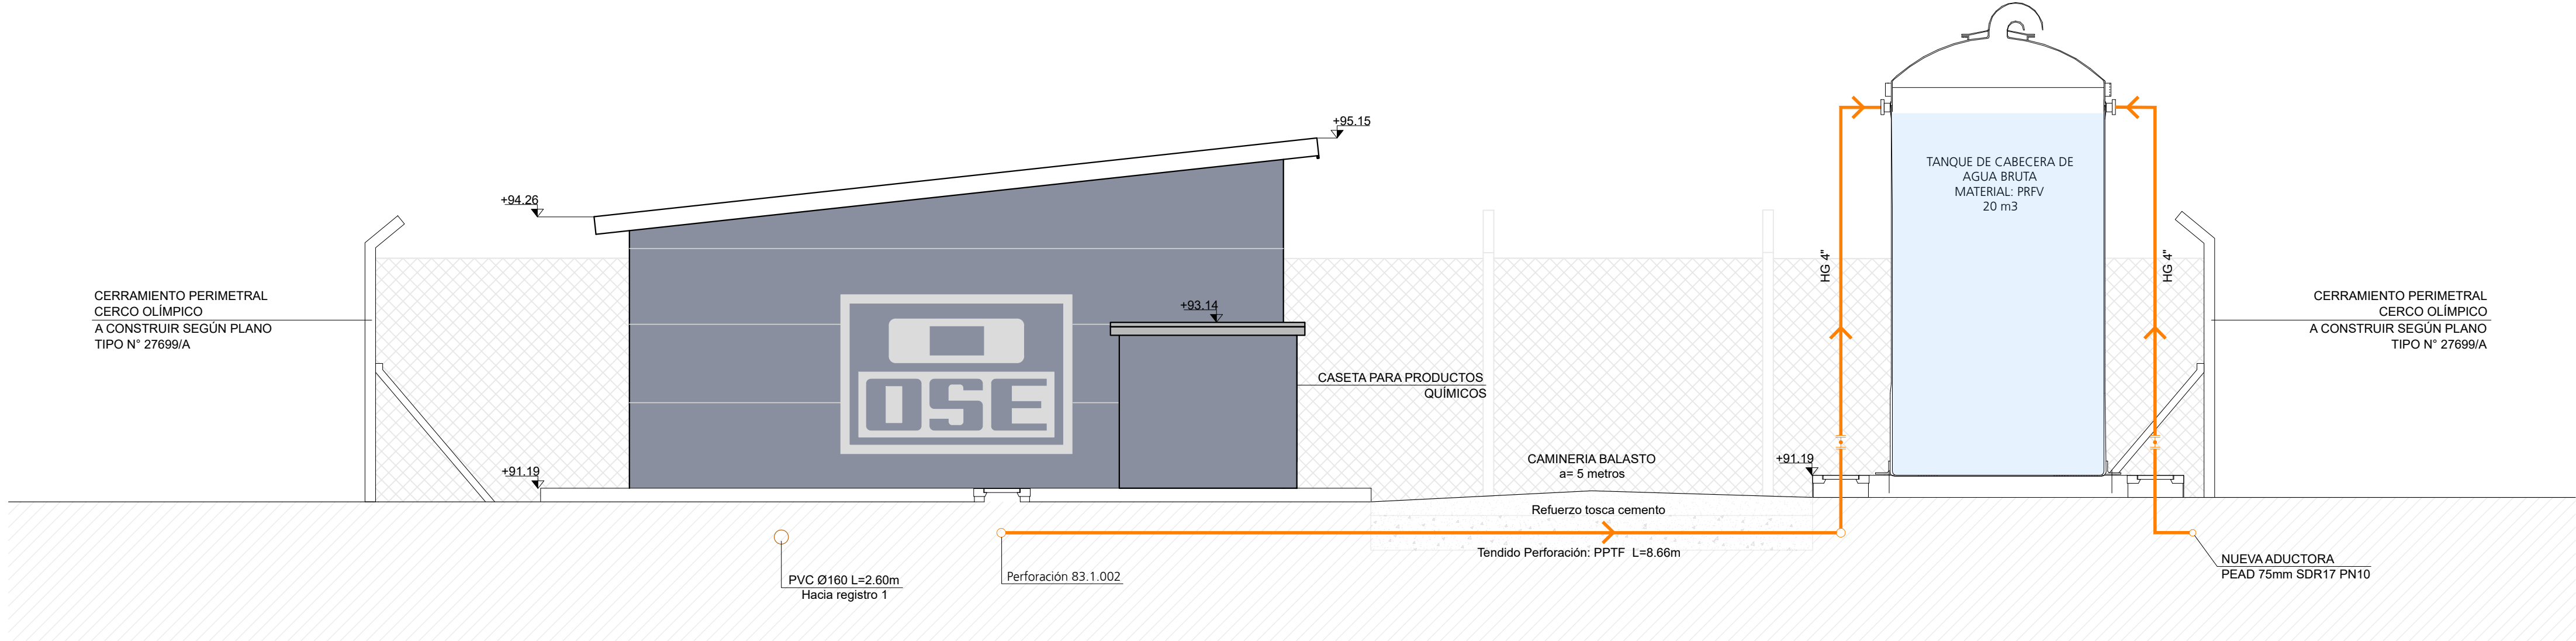 +95.15
+94.26
TANQUE DE CABECERA DE
AGUA BRUTA
MATERIAL: PRFV
20 m3
HG 4"
HG 4"
CERRAMIENTO PERIMETRAL
CERCO OLÍMPICO
A CONSTRUIR SEGÚN PLANO
TIPO N° 27699/A
+93.14
OSE
CASETA PARA PRODUCTOS
QUÍMICOS
CERRAMIENTO PERIMETRAL
CERCO OLÍMPICO
A CONSTRUIR SEGÚN PLANO
TIPO N° 27699/A
+91.19
CAMINERIA BALASTO
a= 5 metros
+91.19
Refuerzo tosca cemento
Tendido Perforación: PPTF L=8.66m
PVC Ø160 L=2.60m
Hacia registro 1
Perforación 83.1.002
NUEVA ADUCTORA
PEAD 75mm SDR17 PN10